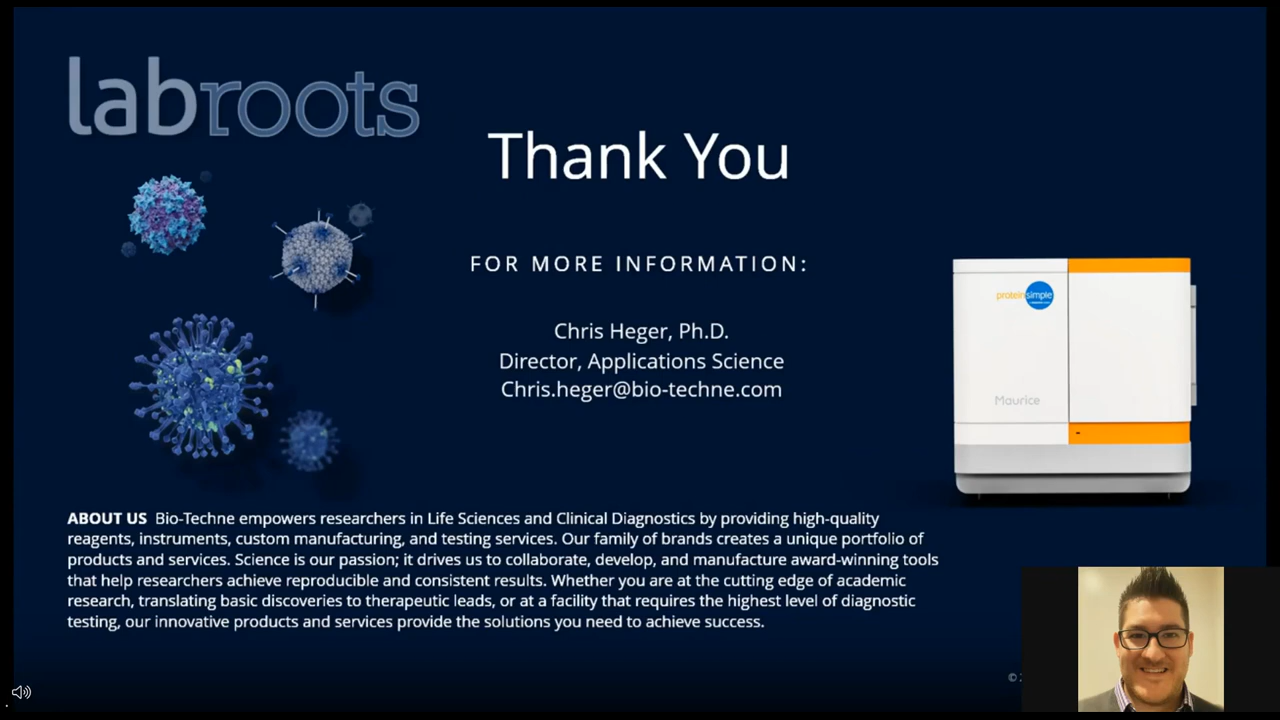 labroots
Thank You
FOR MORE INFORMATION:
Chris Heger, Ph.D.
Director, Applications Science
Chris.heger@bio-techne.com
proteinsimple
Maurice
ABOUT US Bio-Techne empowers researchers in Life Sciences and Clinical Diagnostics by providing high-quality
reagents, instruments, custom manufacturing, and testing services. Our family of brands creates a unique portfolio of
products and services. Science is our passion; it drives us to collaborate, develop, and manufacture award-winning tools
that help researchers achieve reproducible and consistent results. Whether you are at the cutting edge of academic
research, translating basic discoveries to therapeutic leads, or at a facility that requires the highest level of diagnostic
testing, our innovative products and services provide the solutions you need to achieve success.
©